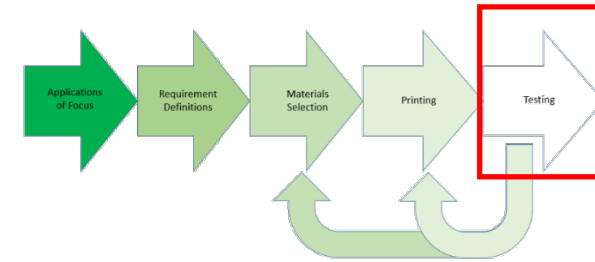 Applications
of Focus
Requirement
Definitions
Materials
Selection
Printing
Testing